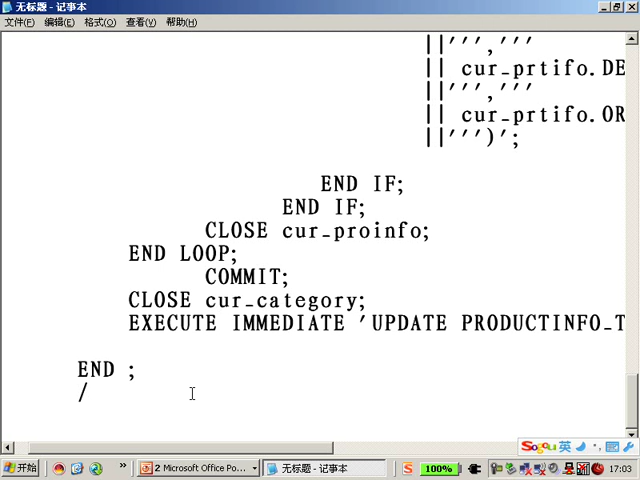 无标题 - 记事本
文件(F) 编辑(E) 格式(O) 查看(V) 帮助(H)
||''','''
|| cur_prtifo.DE
||''','''
|| cur_prtifo.OR
||''')';
END IF;
END IF;
CLOSE cur_proinfo;
END LOOP;
COMMIT;
CLOSE cur_category;
EXECUTE IMMEDIATE 'UPDATE PRODUCTINFO_T
END ;
/
Sogou 英
开始 » 2 Microsoft Office Po... 无标题 - 记事本 S 100% 17:03